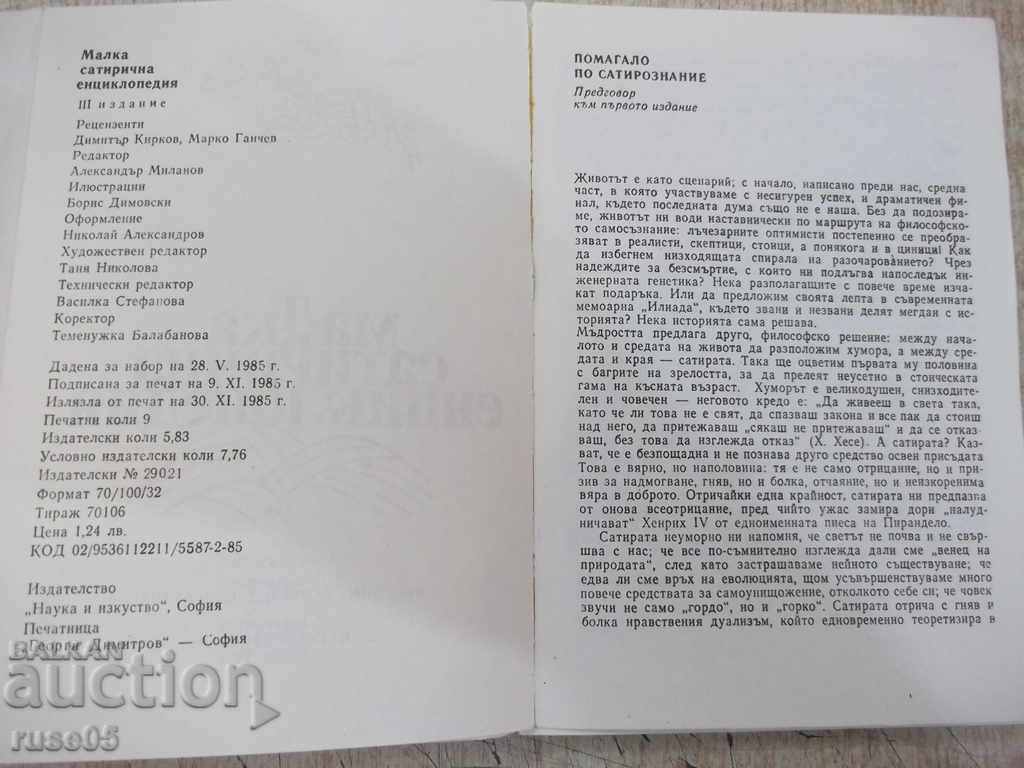 Малка
сатирична
енциклопедия
III издание
Рецензенти
Димитър Кирков, Марко Ганчев
Редактор
Александър Миланов
Илюстрации
Борис Димовски
Оформление
Николай Александров
Художествен редактор
Таня Николова
Технически редактор
Василка Стефанова
Коректор
Теменужка Балабанова
Дадена за набор на 28. V. 1985 г.
Подписана за печат на 9. XI. 1985 г.
Излязла от печат на 30. XI. 1985 г.
Печатни коли 9
Издателски коли 5,83
Условно издателски коли 7,76
Издателски № 29021
Формат 70/100/32
Тираж 70106
Цена 1,24 лв.
КОД 02/9536112211/5587-2-85
Издателство
„Наука и изкуство“, София
Печатница
„Георги Димитров“ — София
BALKAN
auction
ruse05
ПОМАГАЛО
ПО САТИРОЗНАНИЕ
Предговор
към първото издание
Животът е като сценарий; с начало, написано преди нас, средна
част, в която участвуваме с несигурен успех, и драматичен фи-
нал, където последната дума също не е наша. Без да подозира-
ме, животът ни води наставнически по маршрута на философско-
то самосъзнание: лъчезарните оптимисти постепенно се преобра-
зяват в реалисти, скептици, стоици, а понякога и в циници! Как
да избегнем низходящата спирала на разочарованието? Чрез
надеждите за безсмъртие, с които ни подлъгва напоследък ин-
женерната генетика? Нека разполагащите с повече време изча-
кат подаръка. Или да предложим своята лепта в съвременната
мемоарна „Илиада“, където звани и незвани делят мегдан с ис-
торията? Нека историята сама решава.
Мъдростта предлага друго, философско решение: между нача-
лото и средата на живота да разположим хумора, а между сре-
дата и края — сатирата. Така ще оцветим първата му половина
с багрите на зрелостта, за да прелеят неусетно в стоическата
гама на късната възраст. Хуморът е великодушен, снизходите-
лен и човечен — неговото кредо е: „Да живееш в света така,
като че ли това не е свят, да спазваш закона и все пак да стоиш
над него, да притежаваш „сякаш не притежаваш“ и да се отказ
ваш, без това да изглежда отказ“ (Х. Хесе). А сатирата? Казы
ват, че е безпощадна и не познава друго средство освен присъдата
Това е вярно, но наполовина: тя е не само отрицание, но и при
зив за надмогване, гняв, но и болка, отчаяние, но и неизкоренима
вяра в доброто. Отричайки една крайност, сатирата ни предпазва
от онова всеотрицание, пред чийто ужас замира дори „налуд-
ничават“ Хенрих IV от едноименната пиеса на Пирандело.
Сатирата неуморно ни напомня, че светът не почва и не свър-
шва с нас; че все по-съмнително изглежда дали сме „венец на
природата“, след като застрашаваме нейното съществуване; че
едва ли сме връх на еволюцията, щом усъвършенствуваме много
повече средствата за самоунищожение, отколкото себе си; че човек
звучи не само „гордо“, но и „горко“. Сатирата отрича с гняв и
болка нравствения дуализъм, който едновременно теоретизира в